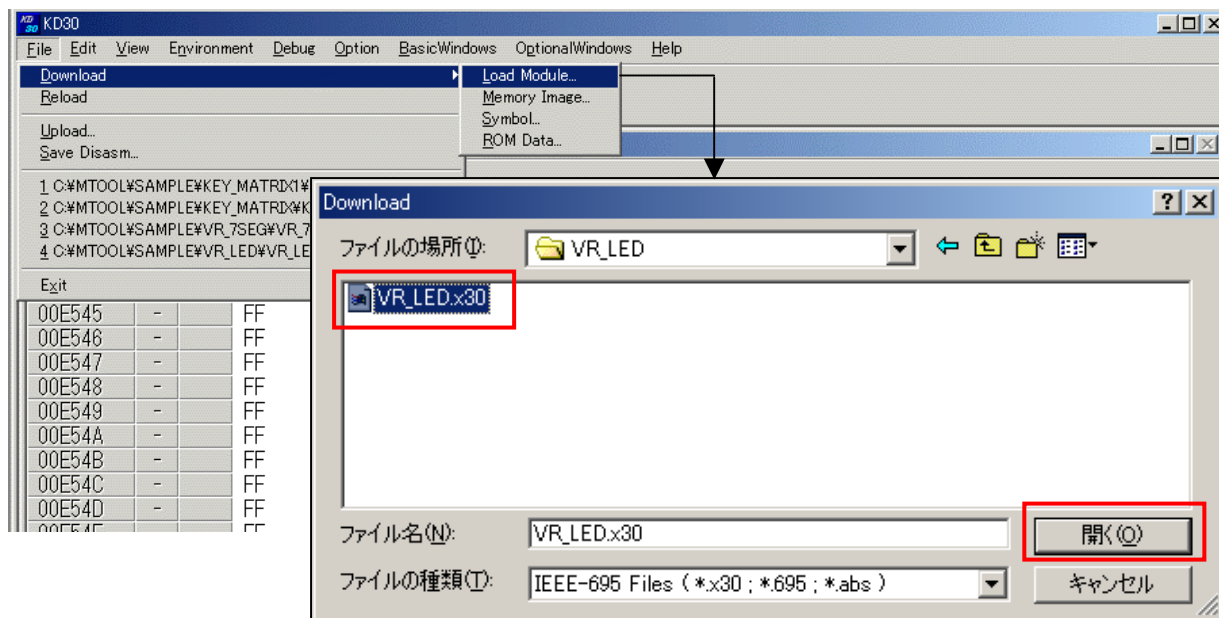 KD30
File Edit View Environment Debug Option BasicWindows OptionalWindows Help
Download
Reload
Upload...
Save Disasm...
1 C:¥MTOOL¥SAMPLE¥KEY_MATRIX1¥
2 C:¥MTOOL¥SAMPLE¥KEY_MATRIX¥K
3 C:¥MTOOL¥SAMPLE¥VR_7SEG¥VR_7
4 C:¥MTOOL¥SAMPLE¥VR_LED¥VR_LE
Exit
Load Module...
Memory Image...
Symbol...
ROM Data...
00E545 - FF
00E546 - FF
00E547 - FF
00E548 - FF
00E549 - FF
00E54A - FF
00E54B - FF
00E54C - FF
00E54D - FF
Download
ファイルの場所(I): VR_LED
VR_LED.x30
ファイル名(N): VR_LED.x30 開く(O)
ファイルの種類(T): IEEE-695 Files ( *.x30 ; *.695 ; *.abs ) キャンセル